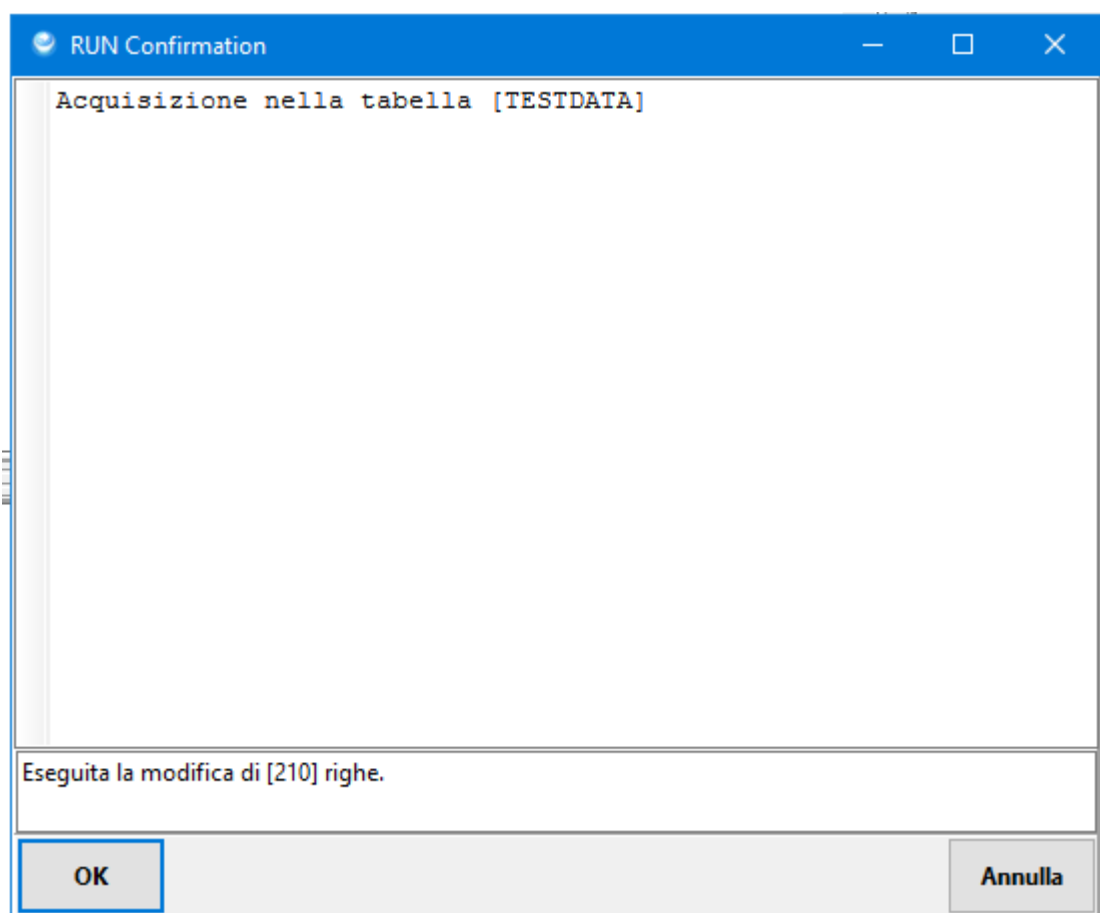 RUN Confirmation
Acquisizione nella tabella [TESTDATA]
Eseguita la modifica di [210] righe.
OK
Annulla